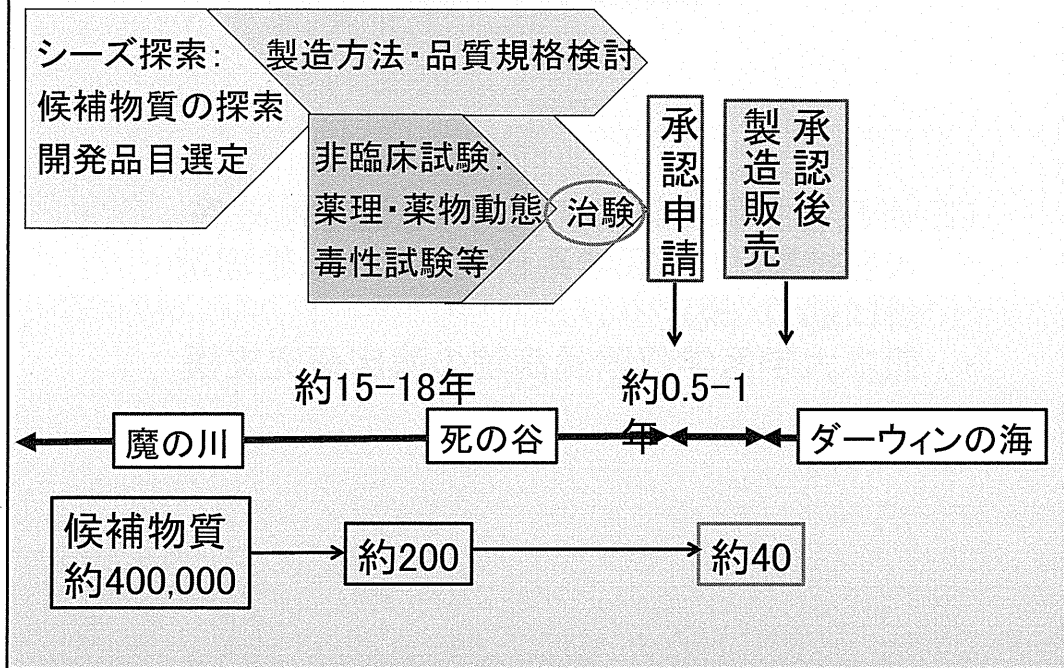 シーズ探索：
候補物質の探索
開発品目選定
製造方法・品質規格検討
非臨床試験：
薬理・薬物動態
毒性試験等
治験
承認申請
承認後
製造販売
約15－18年
約0.5－1
年
魔の川
死の谷
ダーウィンの海
候補物質
約400,000
約200
約40